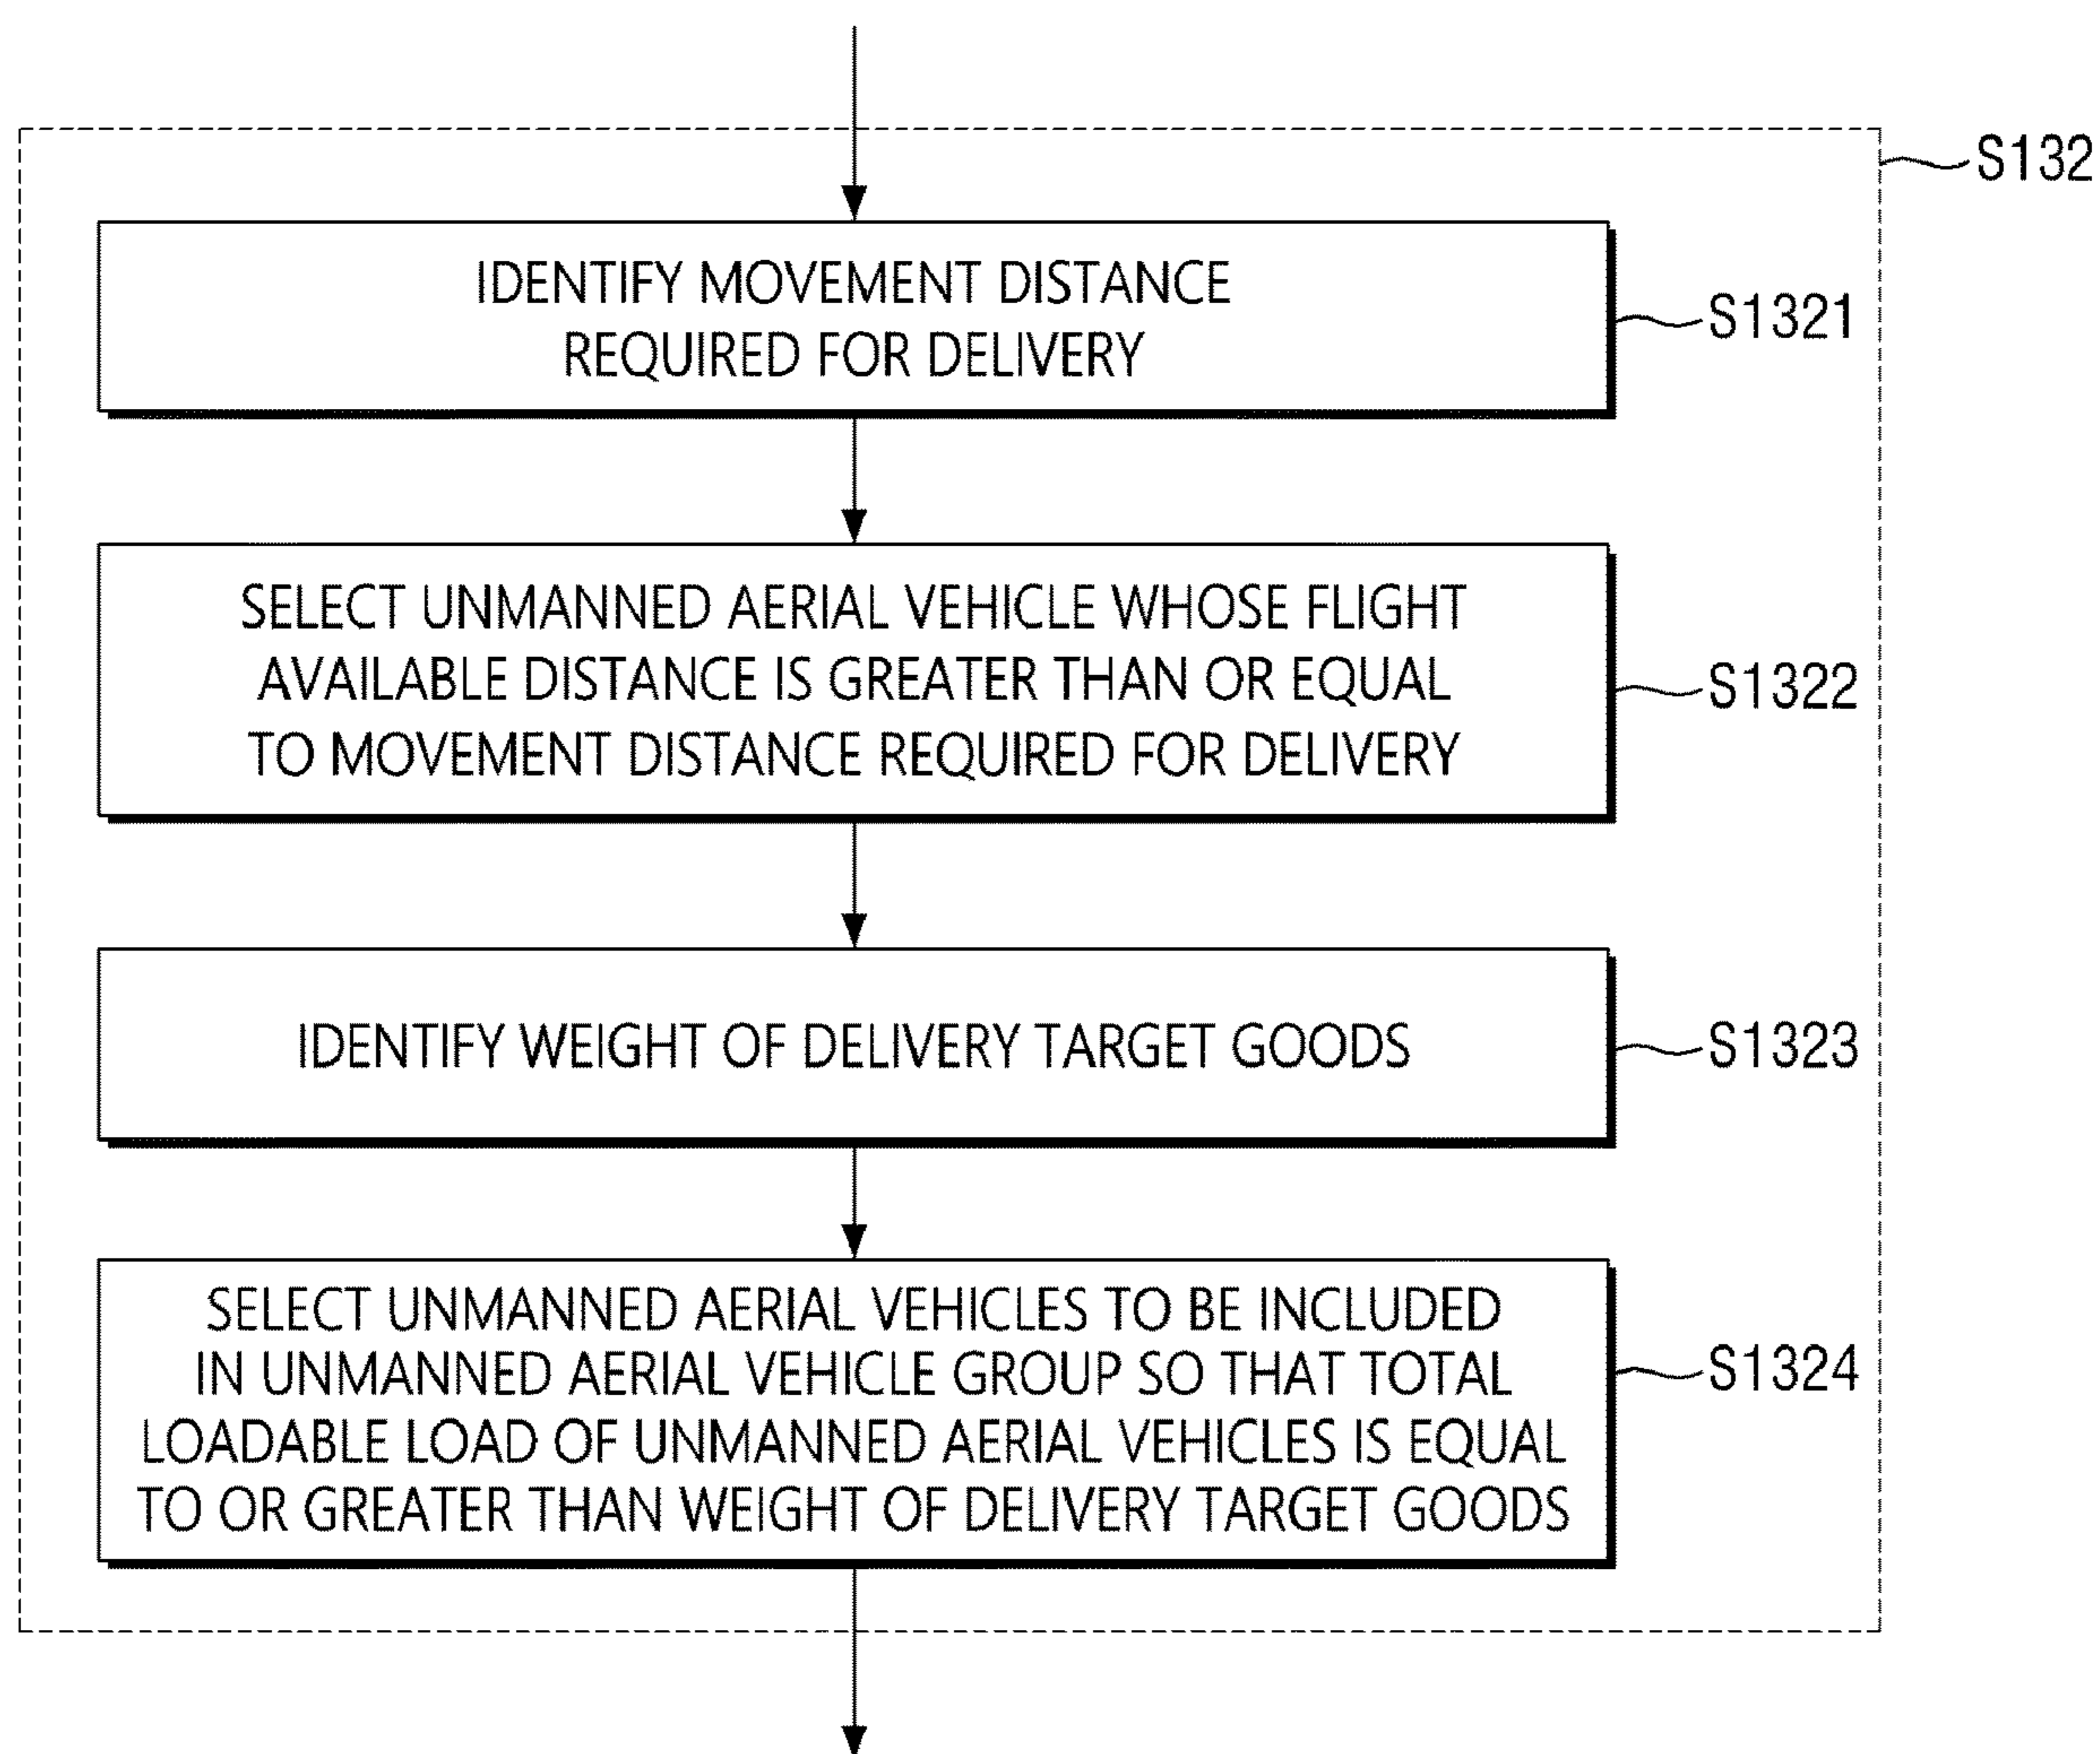 S132
IDENTIFY MOVEMENT DISTANCE
REQUIRED FOR DELIVERY
S1321
SELECT UNMANNED AERIAL VEHICLE WHOSE FLIGHT
AVAILABLE DISTANCE IS GREATER THAN OR EQUAL
TO MOVEMENT DISTANCE REQUIRED FOR DELIVERY
S1322
IDENTIFY WEIGHT OF DELIVERY TARGET GOODS
S1323
SELECT UNMANNED AERIAL VEHICLES TO BE INCLUDED
IN UNMANNED AERIAL VEHICLE GROUP SO THAT TOTAL
LOADABLE LOAD OF UNMANNED AERIAL VEHICLES IS EQUAL
TO OR GREATER THAN WEIGHT OF DELIVERY TARGET GOODS
S1324